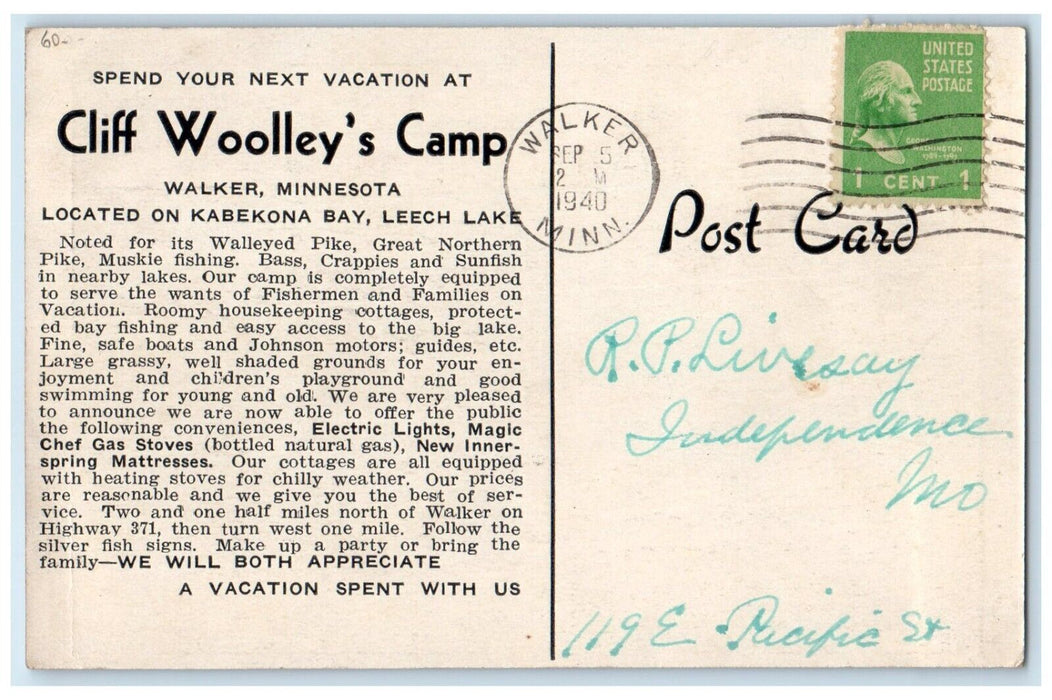 60-
SPEND YOUR NEXT VACATION AT
Cliff Woolley's Camp
WALKER, MINNESOTA
LOCATED ON KABEKONA BAY, LEECH LAKE
Noted for its Walleyed Pike, Great Northern
Pike, Muskie fishing. Bass, Crappies and Sunfish
in nearby lakes. Our camp is completely equipped
to serve the wants of Fishermen and Families on
Vacation. Roomy housekeeping cottages, protect-
ed bay fishing and easy access to the big lake.
Fine, safe boats and Johnson motors; guides, etc.
Large grassy, well shaded grounds for your en-
joyment and children's playground and good
swimming for young and old. We are very pleased
to announce we are now able to offer the public
the following conveniences, Electric Lights, Magic
Chef Gas Stoves (bottled natural gas), New Inner-
spring Mattresses. Our cottages are all equipped
with heating stoves for chilly weather. Our prices
are reasonable and we give you the best of ser-
vice. Two and one half miles north of Walker on
Highway 371, then turn west one mile. Follow the
silver fish signs. Make up a party or bring the
family—WE WILL BOTH APPRECIATE
A VACATION SPENT WITH US
WALKER
SEP 5
2 M
1940
MINN.
UNITED
STATES
POSTAGE
GEORGE
WASHINGTON
1789-1797
1 CENT 1
Post Card
R. P. Livesay
Independence
Mo
119 E. Pacific St